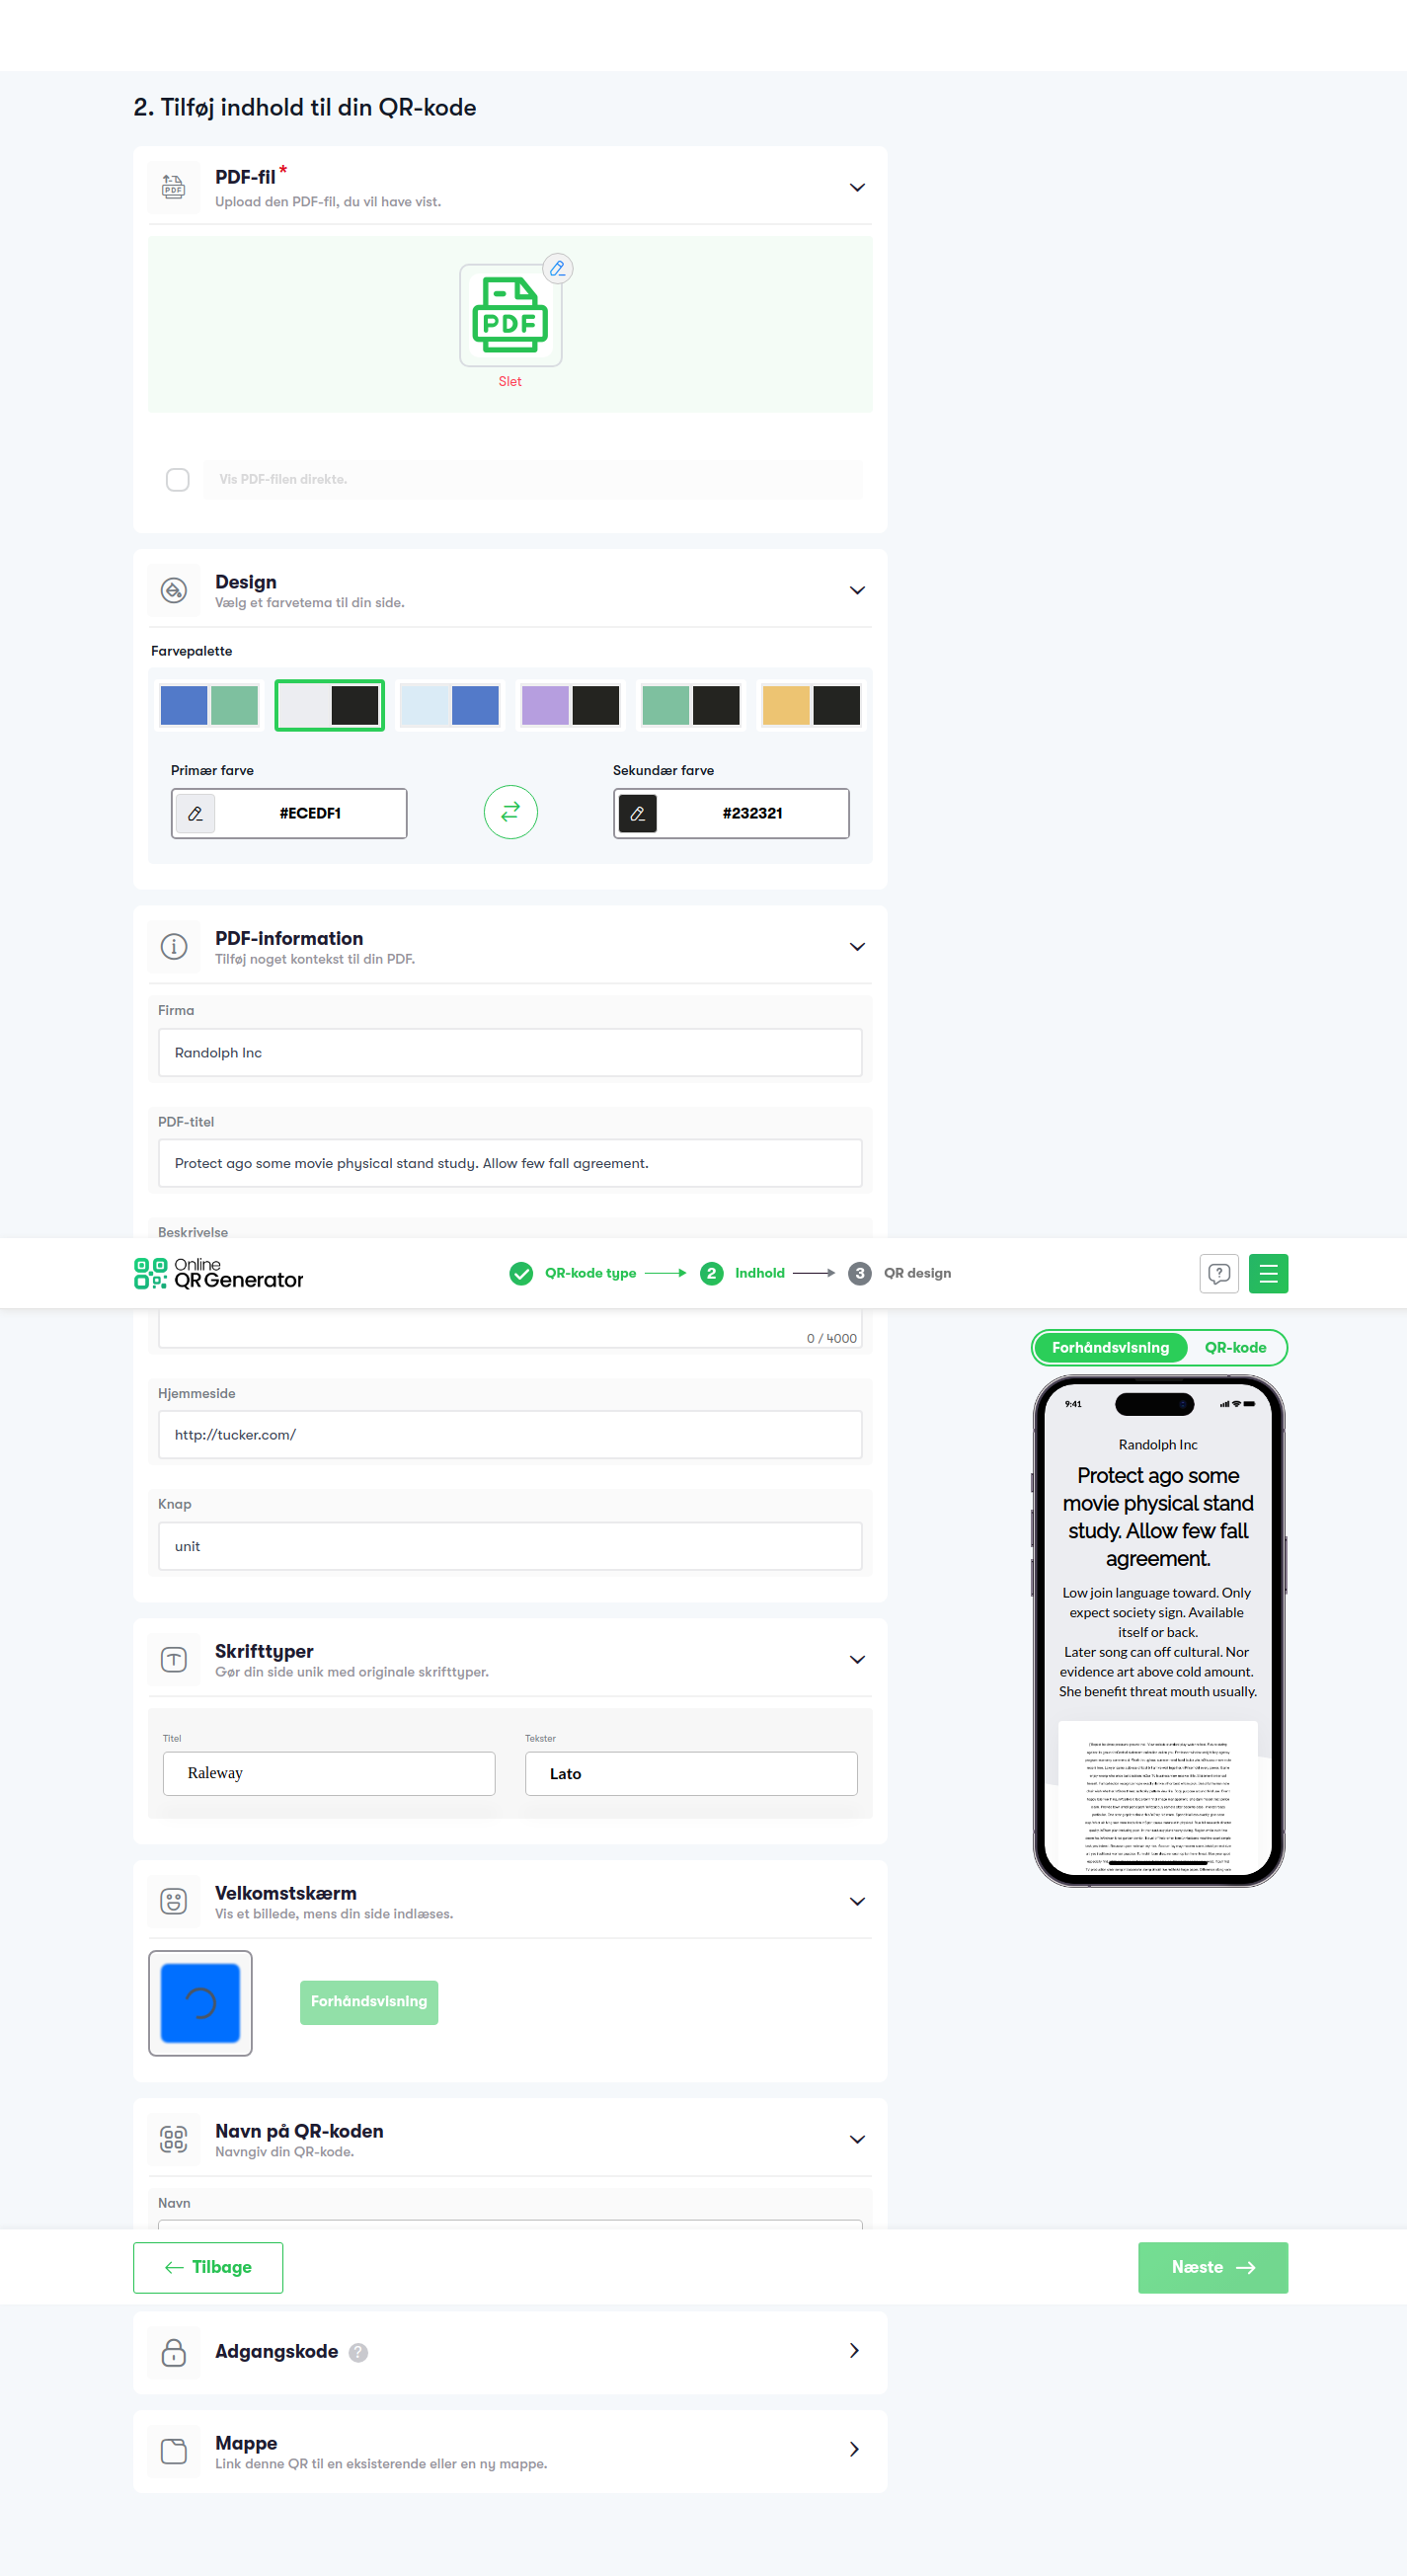 2. Tilføj indhold til din QR-kode
PDF-fil *
Upload den PDF-fil, du vil have vist.
PDF
Slet
Vis PDF-filen direkte.
Design
Vælg et farvetema til din side.
Farvepalette
Primær farve
Sekundær farve
#ECEDF1
#232321
PDF-information
Tilføj noget kontekst til din PDF.
Firma
Randolph Inc
PDF-titel
Protect ago some movie physical stand study. Allow few fall agreement.
Beskrivelse
Online
QR Generator
QR-kode type
2 Indhold
3 QR design
0 / 4000
Hjemmeside
http://tucker.com/
Knap
unit
Skrifttyper
Gør din side unik med originale skrifttyper.
Titel
Tekster
Raleway
Lato
Velkomstskærm
Vis et billede, mens din side indlæses.
Forhåndsvisning
Navn på QR-koden
Navngiv din QR-kode.
Navn
Tilbage
Næste
Adgangskode ?
Mappe
Link denne QR til en eksisterende eller en ny mappe.
Forhåndsvisning
QR-kode
9:41
Randolph Inc
Protect ago some
movie physical stand
study. Allow few fall
agreement.
Low join language toward. Only
expect society sign. Available
itself or back.
Later song can off cultural. Nor
evidence art above cold amount.
She benefit threat mouth usually.